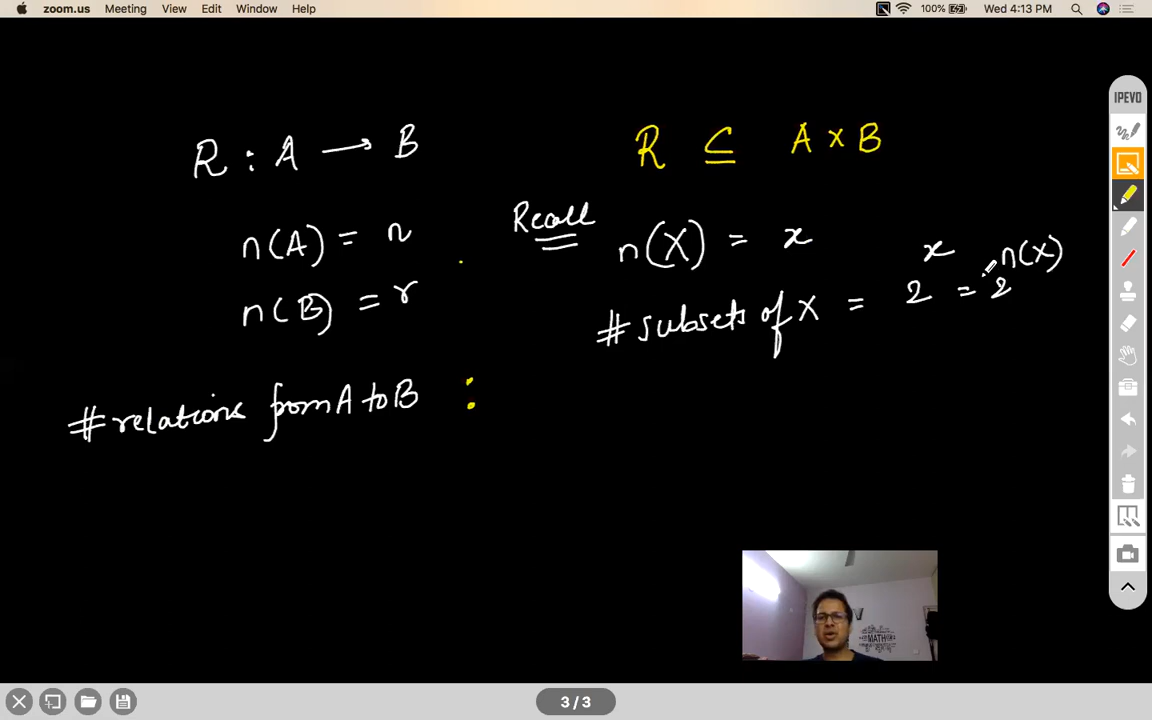 zoom.us Meeting View Edit Window Help 100% Wed 4:13 PM
IPEVO
R : A → B
R ⊆ A × B
n(A) = n
Recall
n(X) = x
n(B) = r
# subsets of X = 2^x = 2^n(X)
# relations from A to B :
MATH
3 / 3